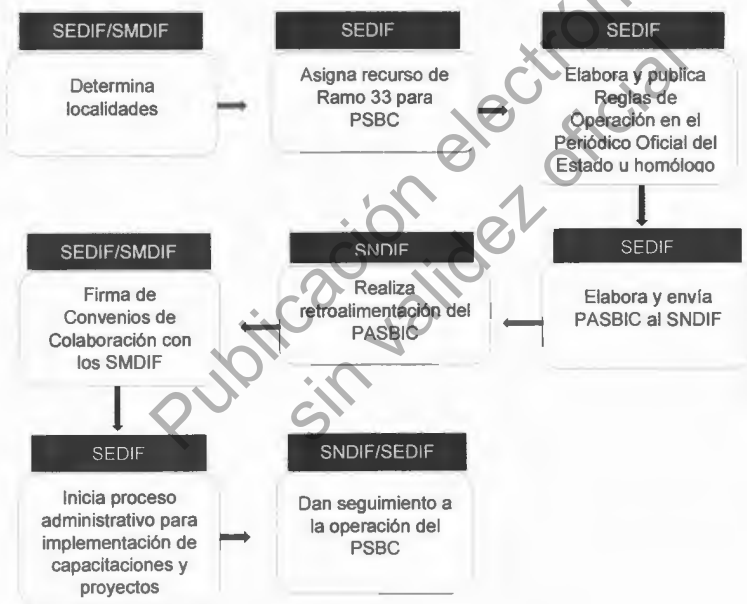 SEDIF/SMDIF
Determina
localidades
SEDIF
Asigna recurso de
Ramo 33 para
PSBC
SEDIF
Elabora y publica
Reglas de
Operación en el
Periódico Oficial del
Estado u homólogo
SEDIF
Elabora y envía
PASBIC al SNDIF
SNDIF
Realiza
retroalimentación del
PASBIC
SEDIF/SMDIF
Firma de
Convenios de
Colaboración con
los SMDIF
SEDIF
Inicia proceso
administrativo para
implementación de
capacitaciones y
proyectos
SNDIF/SEDIF
Dan seguimiento a
la operación del
PSBC
Publicación electrón
sin validez oficial